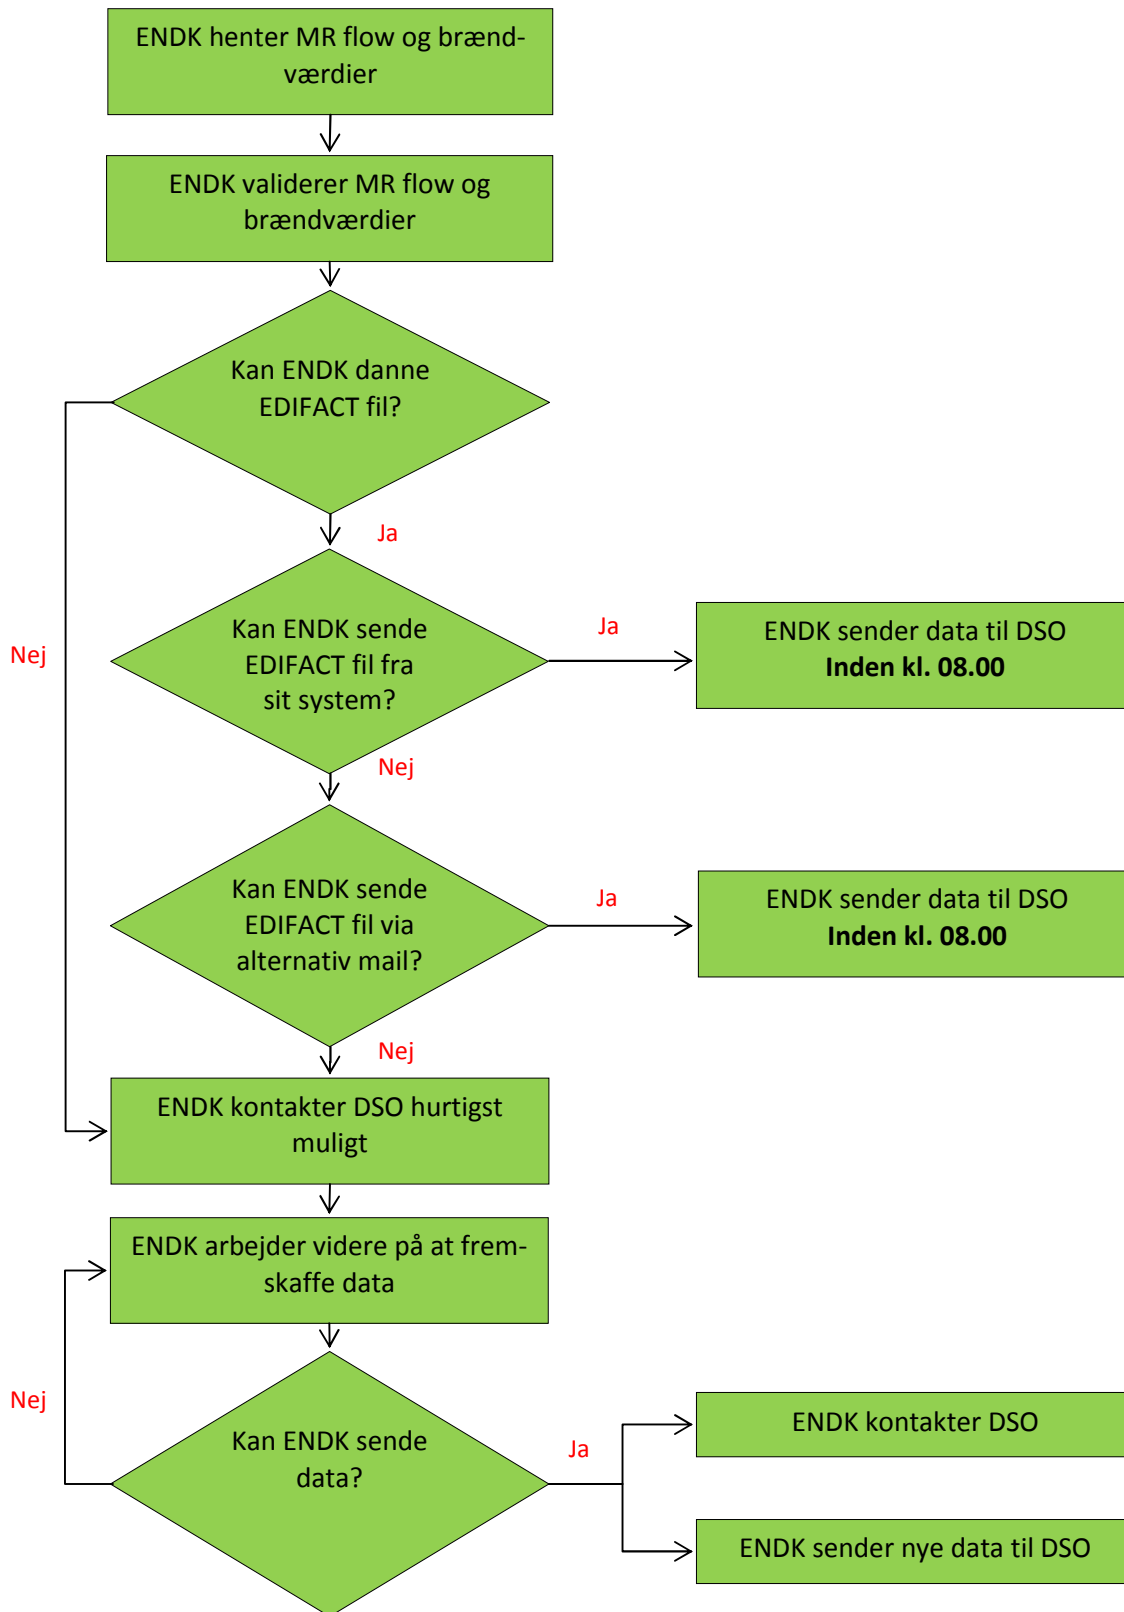 ENDK henter MR flow og brænd-
værdier
ENDK validerer MR flow og
brændværdier
Kan ENDK danne
EDIFACT fil?
Ja
Nej
Kan ENDK sende
EDIFACT fil fra
sit system?
Ja
ENDK sender data til DSO
Inden kl. 08.00
Nej
Kan ENDK sende
EDIFACT fil via
alternativ mail?
Ja
ENDK sender data til DSO
Inden kl. 08.00
Nej
ENDK kontakter DSO hurtigst
muligt
ENDK arbejder videre på at frem-
skaffe data
Nej
Kan ENDK sende
data?
Ja
ENDK kontakter DSO
ENDK sender nye data til DSO